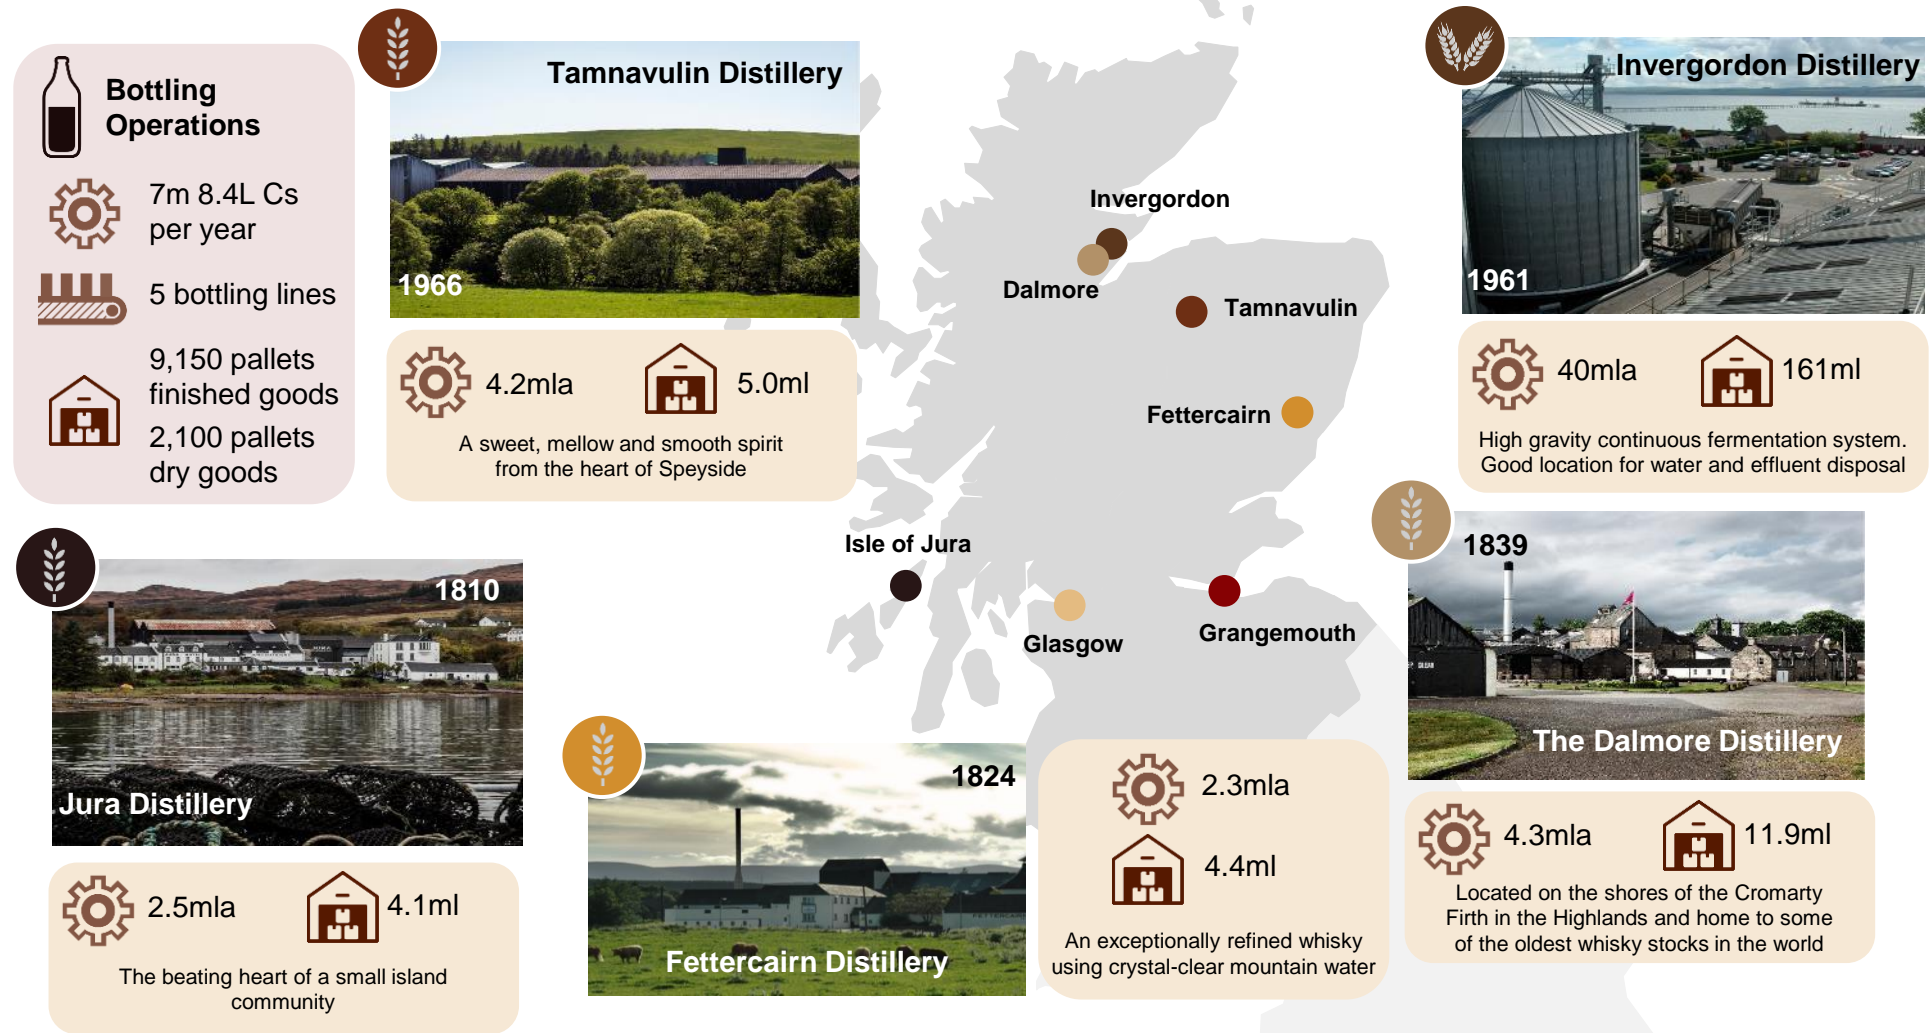 Bottling
Operations
7m 8.4L Cs
per year
5 bottling lines
9,150 pallets
finished goods
2,100 pallets
dry goods
Tamnavulin Distillery
1966
4.2mla
5.0ml
A sweet, mellow and smooth spirit
from the heart of Speyside
Invergordon
Dalmore
Tamnavulin
Fettercairn
Isle of Jura
Glasgow
Grangemouth
Invergordon Distillery
1961
40mla
161ml
High gravity continuous fermentation system.
Good location for water and effluent disposal
1810
Jura Distillery
2.5mla
4.1ml
The beating heart of a small island
community
1824
Fettercairn Distillery
2.3mla
4.4ml
An exceptionally refined whisky
using crystal-clear mountain water
1839
The Dalmore Distillery
4.3mla
11.9ml
Located on the shores of the Cromarty
Firth in the Highlands and home to some
of the oldest whisky stocks in the world